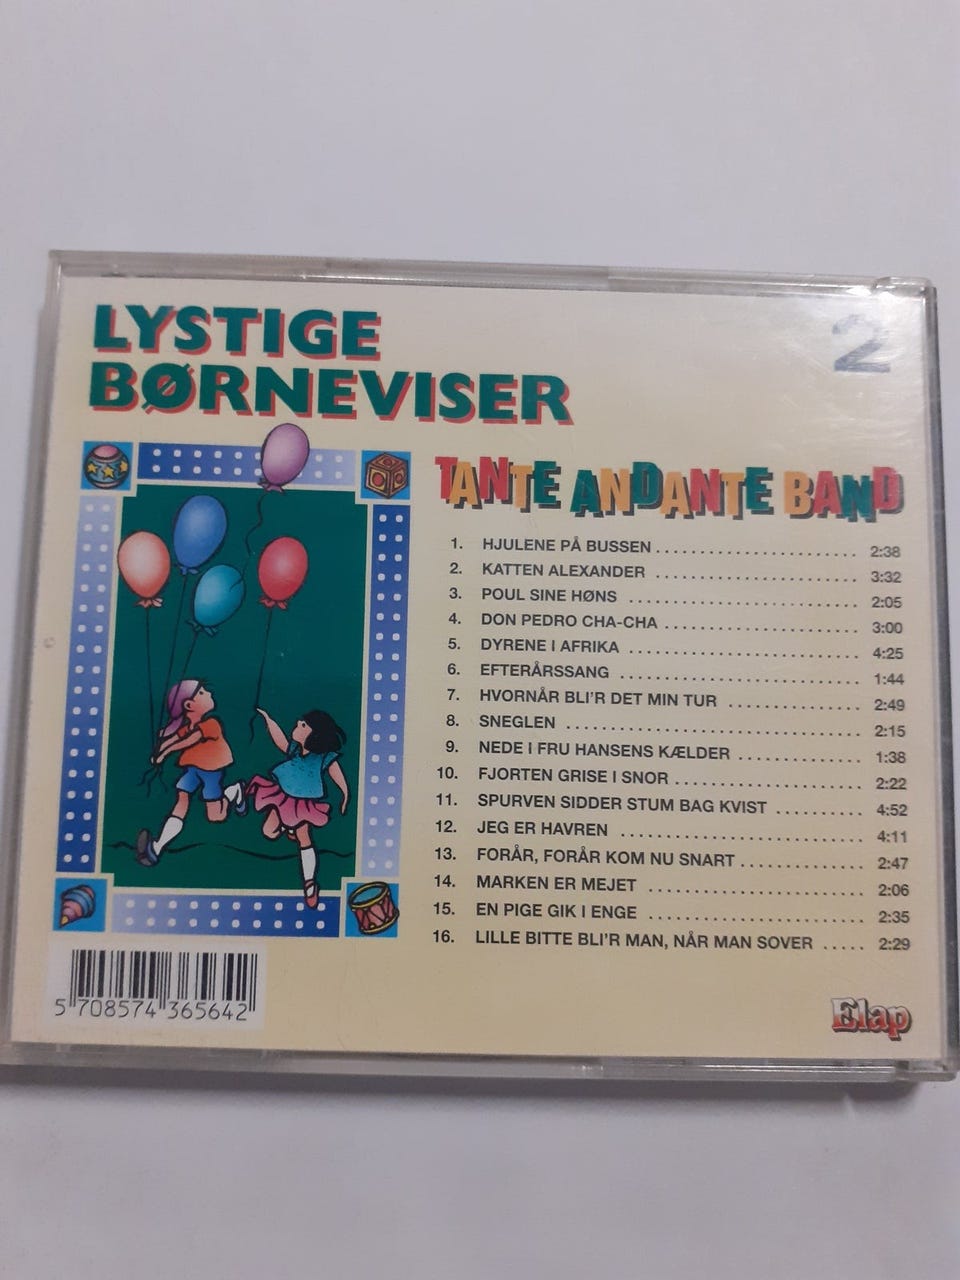 LYSTIGE
BØRNEVISER
2
TANTE ANDANTE BAND
1. HJULENE PÅ BUSSEN ........................ 2:38
2. KATTEN ALEXANDER ........................ 3:32
3. POUL SINE HØNS ........................ 2:05
4. DON PEDRO CHA-CHA ........................ 3:00
5. DYRENE I AFRIKA ........................ 4:25
6. EFTERÅRSSANG ........................ 1:44
7. HVORNÅR BLI'R DET MIN TUR ................ 2:49
8. SNEGLEN ........................ 2:15
9. NEDE I FRU HANSENS KÆLDER .............. 1:38
10. FJORTEN GRISE I SNOR ...................... 2:22
11. SPURVEN SIDDER STUM BAG KVIST .......... 4:52
12. JEG ER HAVREN ........................ 4:11
13. FORÅR, FORÅR KOM NU SNART .............. 2:47
14. MARKEN ER MEJET ........................ 2:06
15. EN PIGE GIK I ENGE ........................ 2:35
16. LILLE BITTE BLI'R MAN, NÅR MAN SOVER ..... 2:29
5 708574 365642
Elap